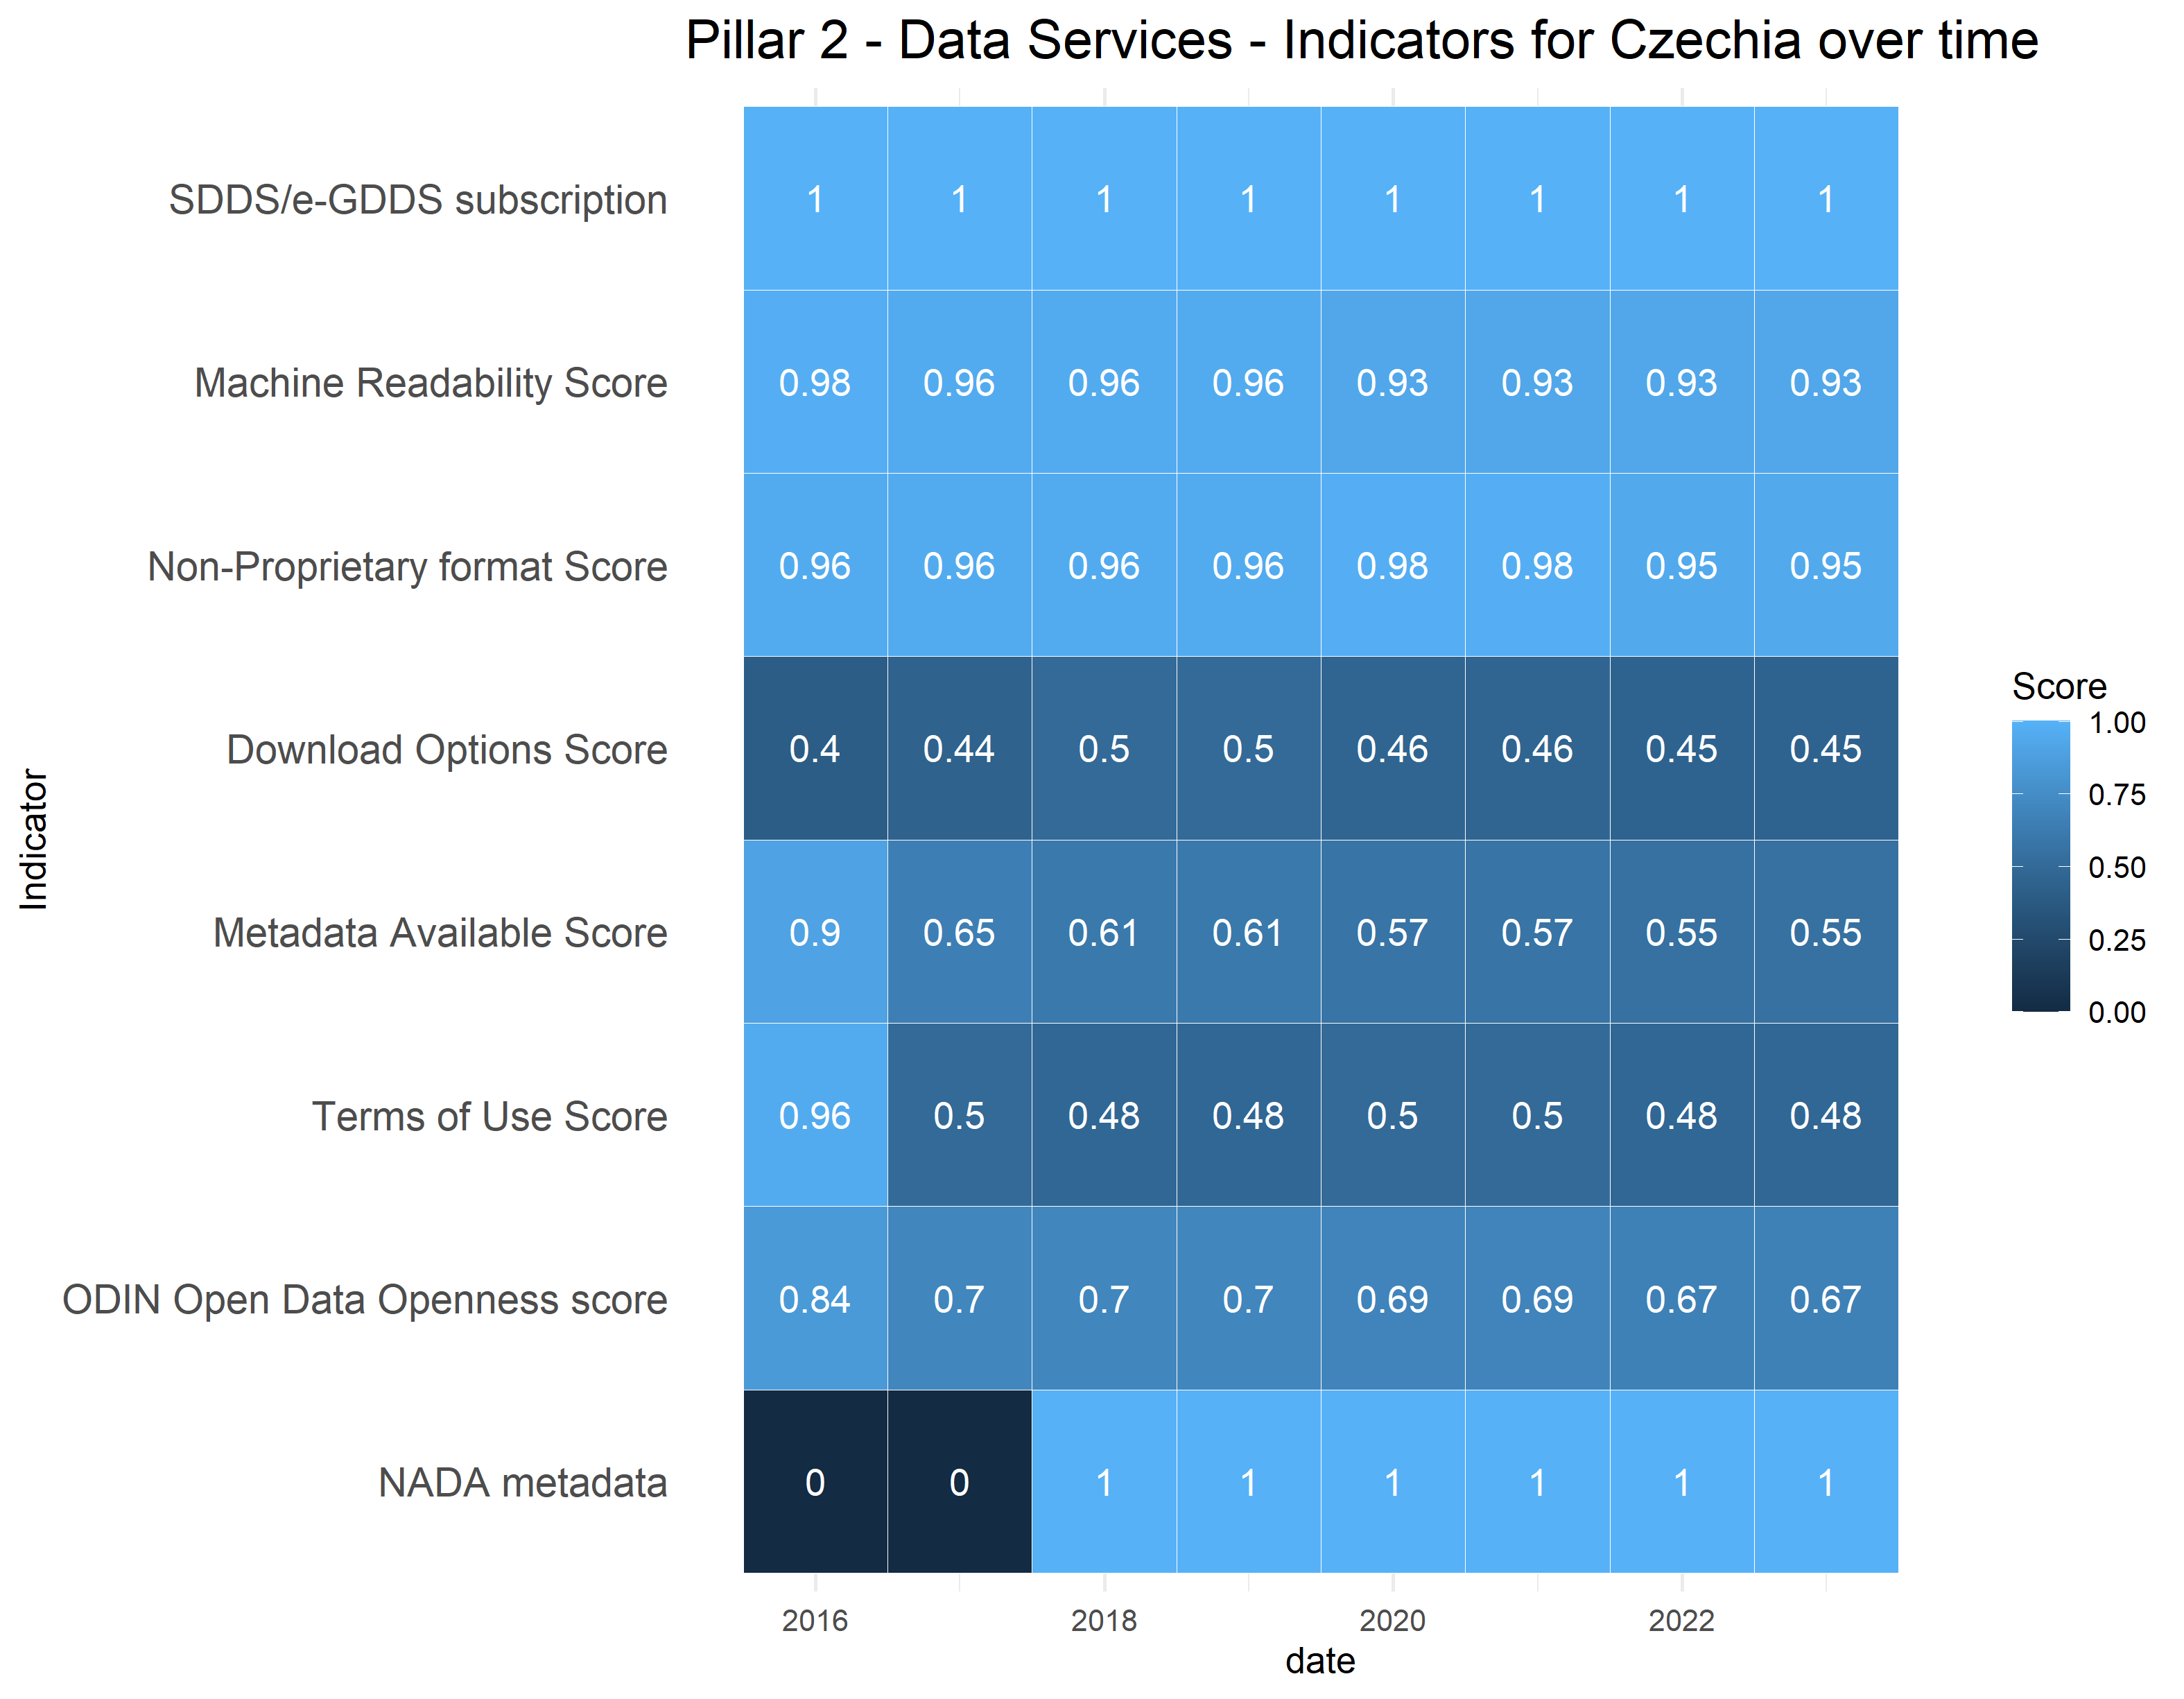 Pillar 2 - Data Services - Indicators for Czechia over time
Indicator
SDDS/e-GDDS subscription 1 1 1 1 1 1 1 1
Machine Readability Score 0.98 0.96 0.96 0.96 0.93 0.93 0.93 0.93
Non-Proprietary format Score 0.96 0.96 0.96 0.96 0.98 0.98 0.95 0.95
Download Options Score 0.4 0.44 0.5 0.5 0.46 0.46 0.45 0.45
Metadata Available Score 0.9 0.65 0.61 0.61 0.57 0.57 0.55 0.55
Terms of Use Score 0.96 0.5 0.48 0.48 0.5 0.5 0.48 0.48
ODIN Open Data Openness score 0.84 0.7 0.7 0.7 0.69 0.69 0.67 0.67
NADA metadata 0 0 1 1 1 1 1 1
2016 2018 2020 2022
date
Score
1.00
0.75
0.50
0.25
0.00